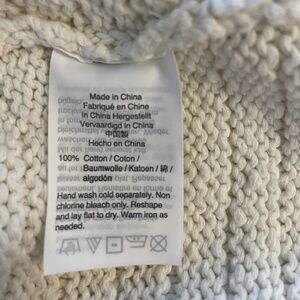 Made in China
Fabriqué en Chine
In China Hergestellt
Vervaardigd in China
中国製
Hecho en China
100% Cotton / Coton /
Baumwolle / Katoen / 綿 /
algodón
Hand wash cold separately. Non
chlorine bleach only. Reshape
and lay flat to dry. Warm iron as
needed.